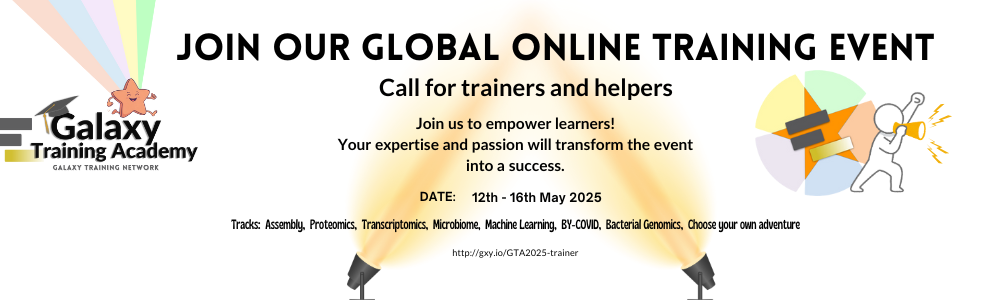 JOIN OUR GLOBAL ONLINE TRAINING EVENT
Call for trainers and helpers
Galaxy
Training Academy
GALAXY TRAINING NETWORK
Join us to empower learners!
Your expertise and passion will transform the event
into a success.
DATE: 12th - 16th May 2025
Tracks: Assembly, Proteomics, Transcriptomics, Microbiome, Machine Learning, BY-COVID, Bacterial Genomics, Choose your own adventure
http://gxy.io/GTA2025-trainer